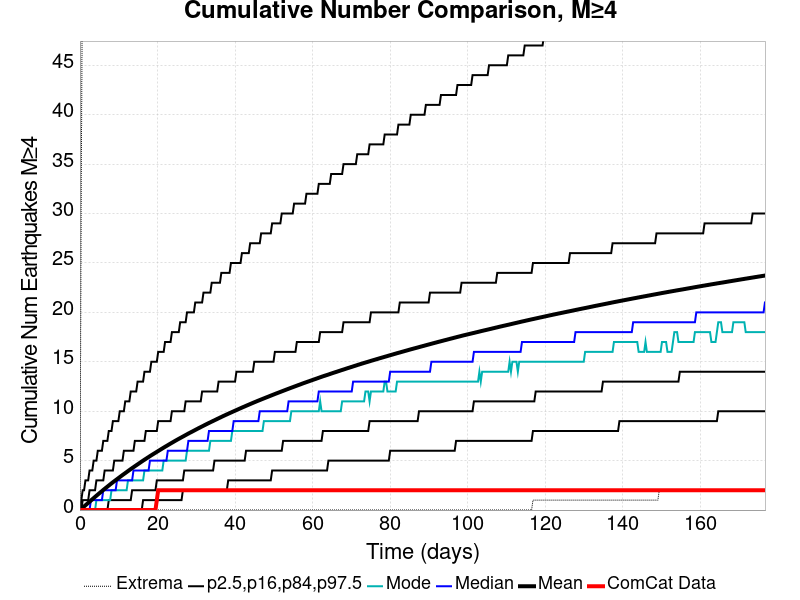 Cumulative Number Comparison, M≥4
Cumulative Num Earthquakes M≥4
45
40
35
30
25
20
15
10
5
0
0 20 40 60 80 100 120 140 160
Time (days)
Extrema p2.5,p16,p84,p97.5 Mode Median Mean ComCat Data